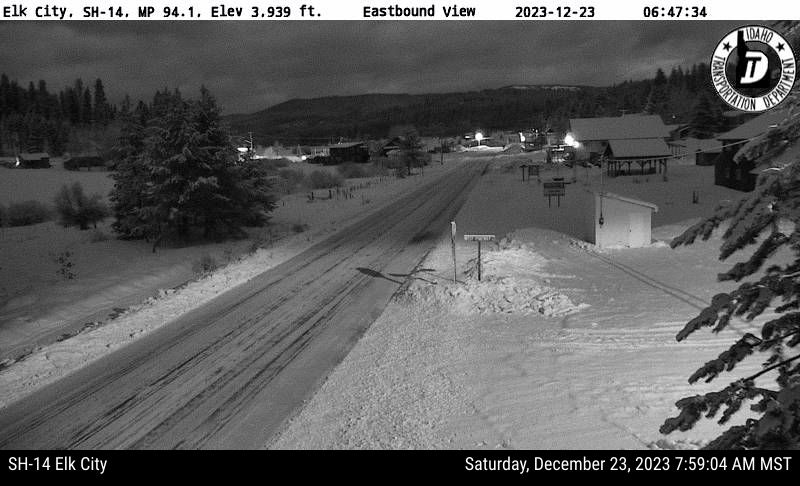 Elk City, SH-14, MP 94.1, Elev 3,939 ft. Eastbound View 2023-12-23 06:47:34
IDAHO
TRANSPORTATION DEPARTMENT
SH-14 Elk City
Saturday, December 23, 2023 7:59:04 AM MST